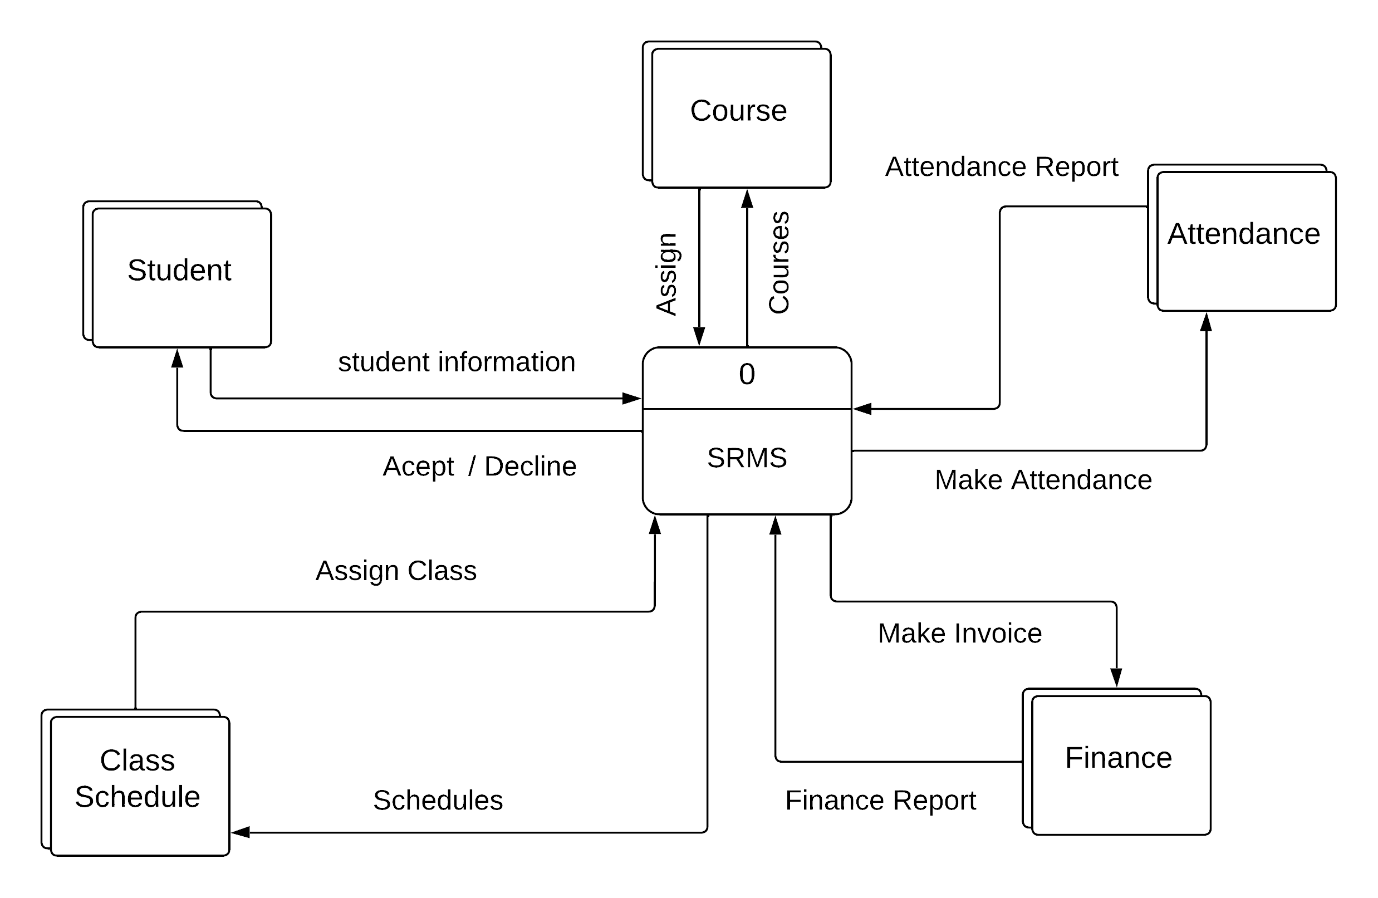 Course
Attendance Report
Attendance
Student
Assign
Courses
student information
0
SRMS
Acept / Decline
Make Attendance
Assign Class
Make Invoice
Class
Schedule
Finance
Schedules
Finance Report